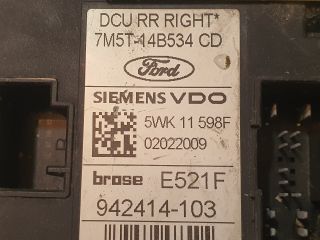 DCU RR RIGHT*
7M5T-14B534 CD
Ford
SIEMENS VDO
5WK 11 598F
02022009
brose E521F
942414-103